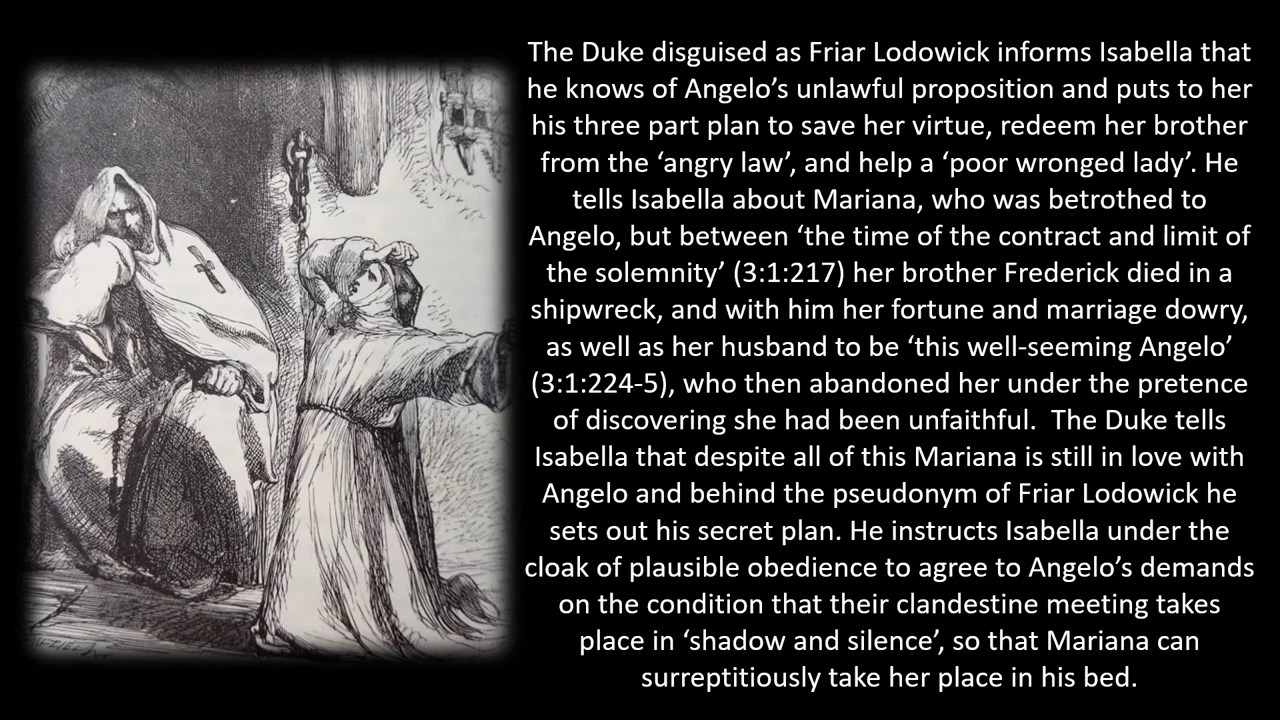 The Duke disguised as Friar Lodowick informs Isabella that
he knows of Angelo’s unlawful proposition and puts to her
his three part plan to save her virtue, redeem her brother
from the ‘angry law’, and help a ‘poor wronged lady’. He
tells Isabella about Mariana, who was betrothed to
Angelo, but between ‘the time of the contract and limit of
the solemnity’ (3:1:217) her brother Frederick died in a
shipwreck, and with him her fortune and marriage dowry,
as well as her husband to be ‘this well-seeming Angelo’
(3:1:224-5), who then abandoned her under the pretence
of discovering she had been unfaithful.  The Duke tells
Isabella that despite all of this Mariana is still in love with
Angelo and behind the pseudonym of Friar Lodowick he
sets out his secret plan. He instructs Isabella under the
cloak of plausible obedience to agree to Angelo’s demands
on the condition that their clandestine meeting takes
place in ‘shadow and silence’, so that Mariana can
surreptitiously take her place in his bed.